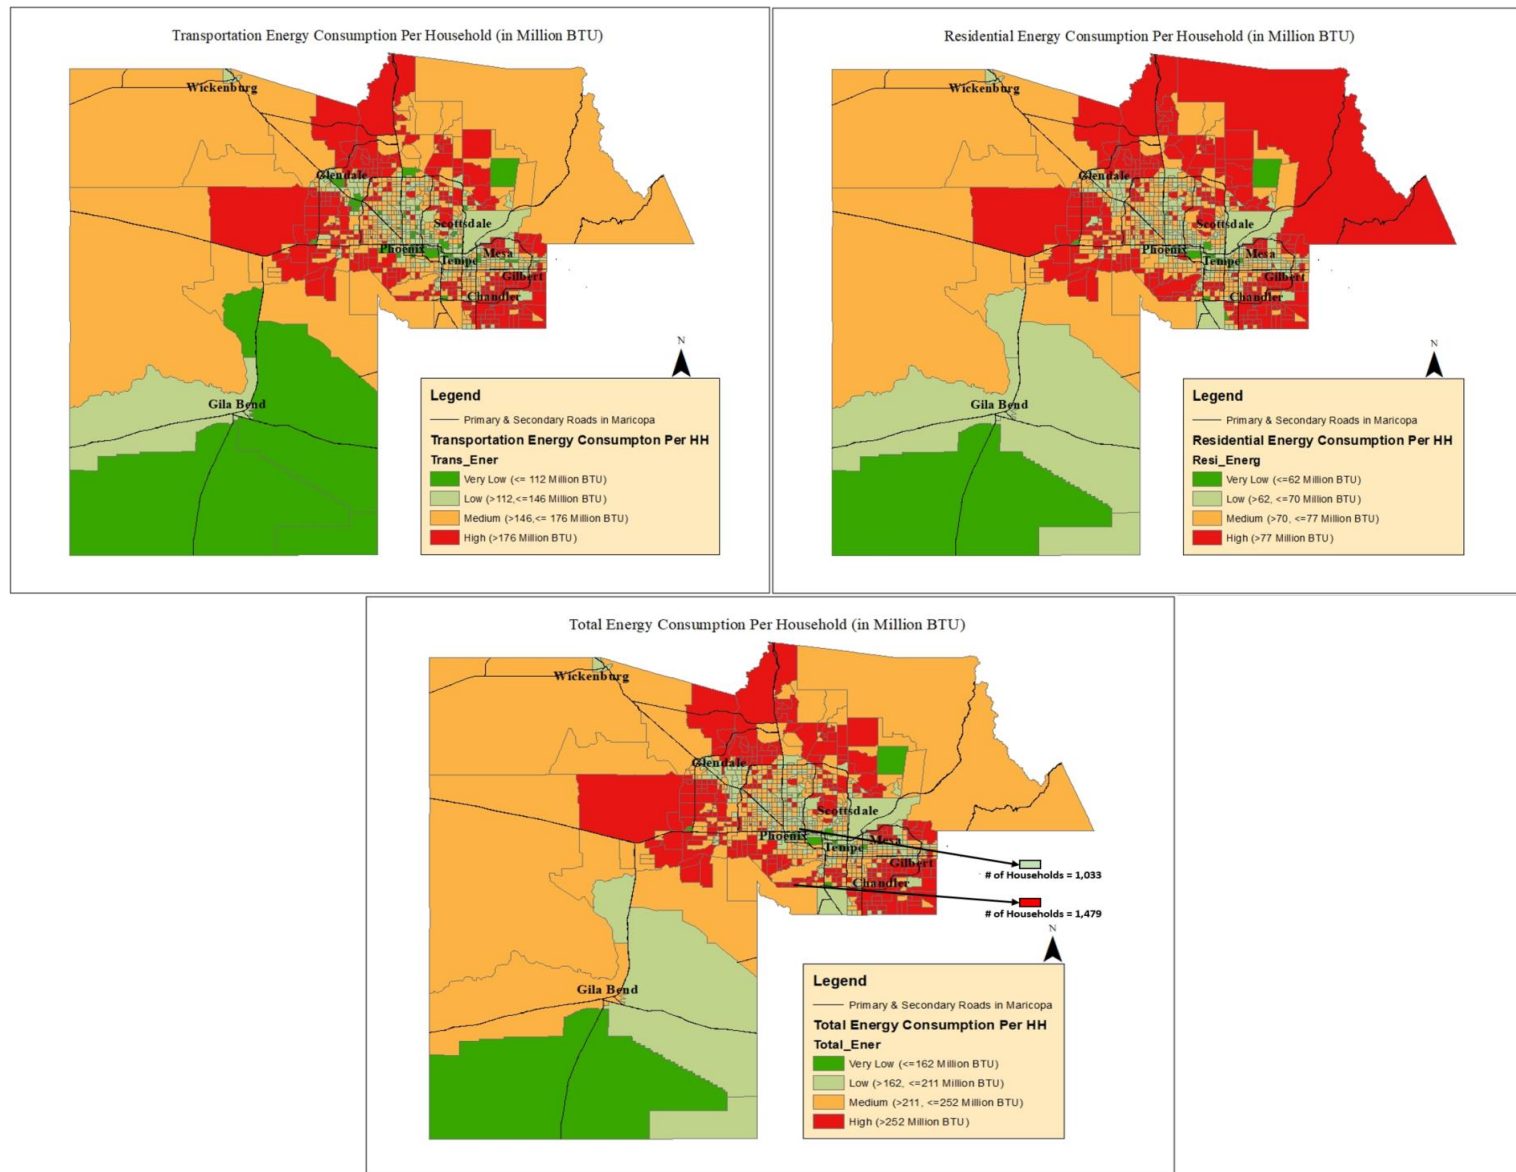 Transportation Energy Consumption Per Household (in Million BTU)
Wickenburg
Glendale
Scottsdale
Phoenix
Tempe
Mesa
Gilbert
Chandler
Gila Bend
N
Legend
Primary & Secondary Roads in Maricopa
Transportation Energy Consumpton Per HH
Trans_Ener
Very Low (<= 112 Million BTU)
Low (>112,<=146 Million BTU)
Medium (>146,<= 176 Million BTU)
High (>176 Million BTU)
Residential Energy Consumption Per Household (in Million BTU)
Wickenburg
Glendale
Scottsdale
Phoenix
Tempe
Mesa
Gilbert
Chandler
Gila Bend
N
Legend
Primary & Secondary Roads in Maricopa
Residential Energy Consumption Per HH
Resi_Energ
Very Low (<=62 Million BTU)
Low (>62, <=70 Million BTU)
Medium (>70, <=77 Million BTU)
High (>77 Million BTU)
Total Energy Consumption Per Household (in Million BTU)
Wickenburg
Glendale
Scottsdale
Phoenix
Tempe
Mesa
Gilbert
Chandler
# of Households = 1,033
# of Households = 1,479
Gila Bend
N
Legend
Primary & Secondary Roads in Maricopa
Total Energy Consumption Per HH
Total_Ener
Very Low (<=162 Million BTU)
Low (>162, <=211 Million BTU)
Medium (>211, <=252 Million BTU)
High (>252 Million BTU)